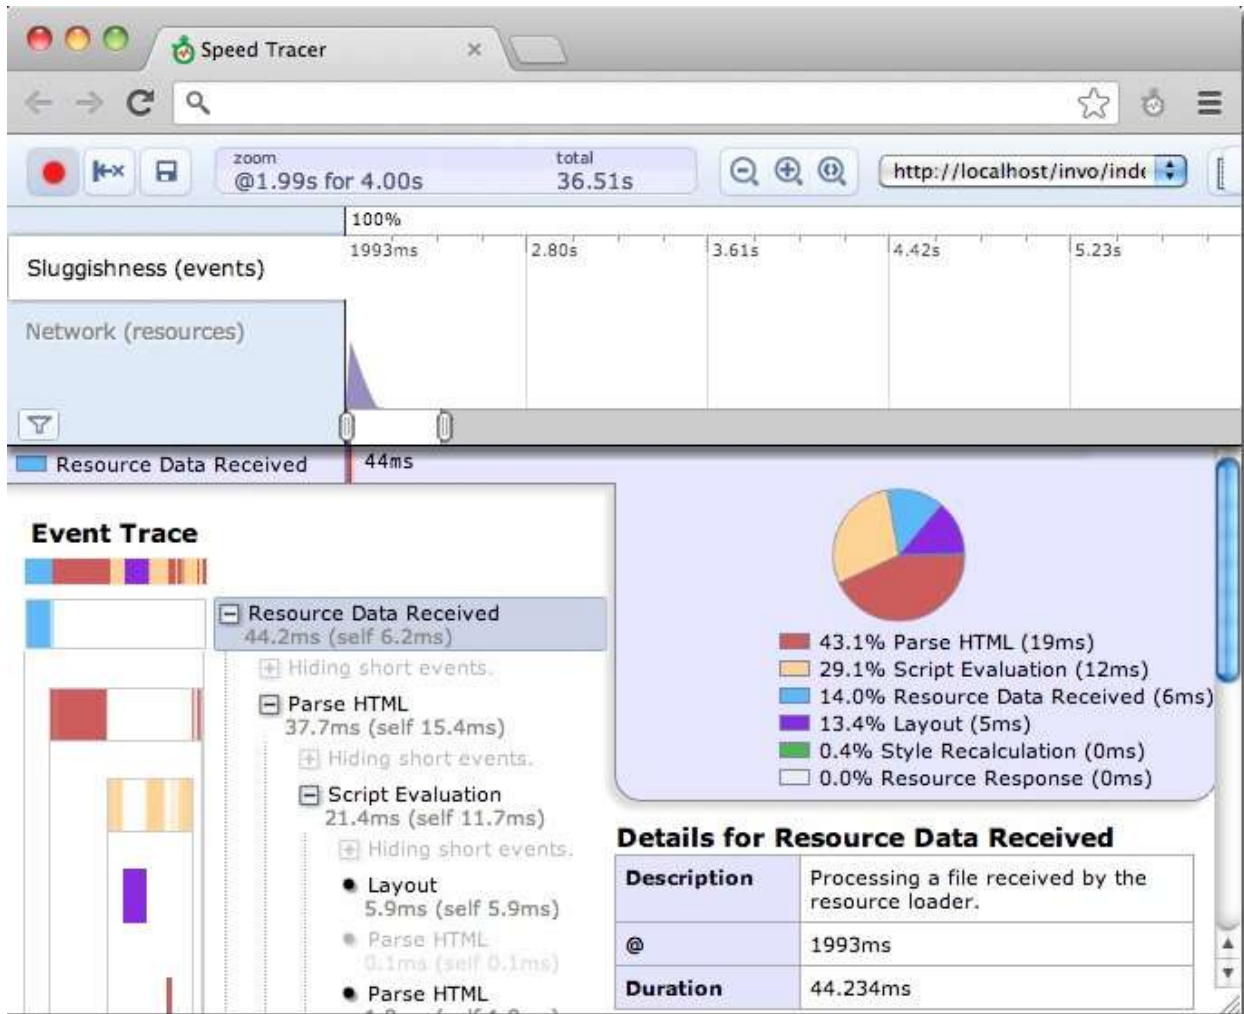 Speed Tracer
zoom
@1.99s for 4.00s
total
36.51s
http://localhost/invo/inde
100%
Sluggishness (events)
1993ms
2.80s
3.61s
4.42s
5.23s
Network (resources)
Resource Data Received
44ms
Event Trace
Resource Data Received
44.2ms (self 6.2ms)
Hiding short events.
Parse HTML
37.7ms (self 15.4ms)
Hiding short events.
Script Evaluation
21.4ms (self 11.7ms)
Hiding short events.
Layout
5.9ms (self 5.9ms)
Parse HTML
0.1ms (self 0.1ms)
Parse HTML
43.1% Parse HTML (19ms)
29.1% Script Evaluation (12ms)
14.0% Resource Data Received (6ms)
13.4% Layout (5ms)
0.4% Style Recalculation (0ms)
0.0% Resource Response (0ms)
Details for Resource Data Received
Description
Processing a file received by the
resource loader.
@
1993ms
Duration
44.234ms